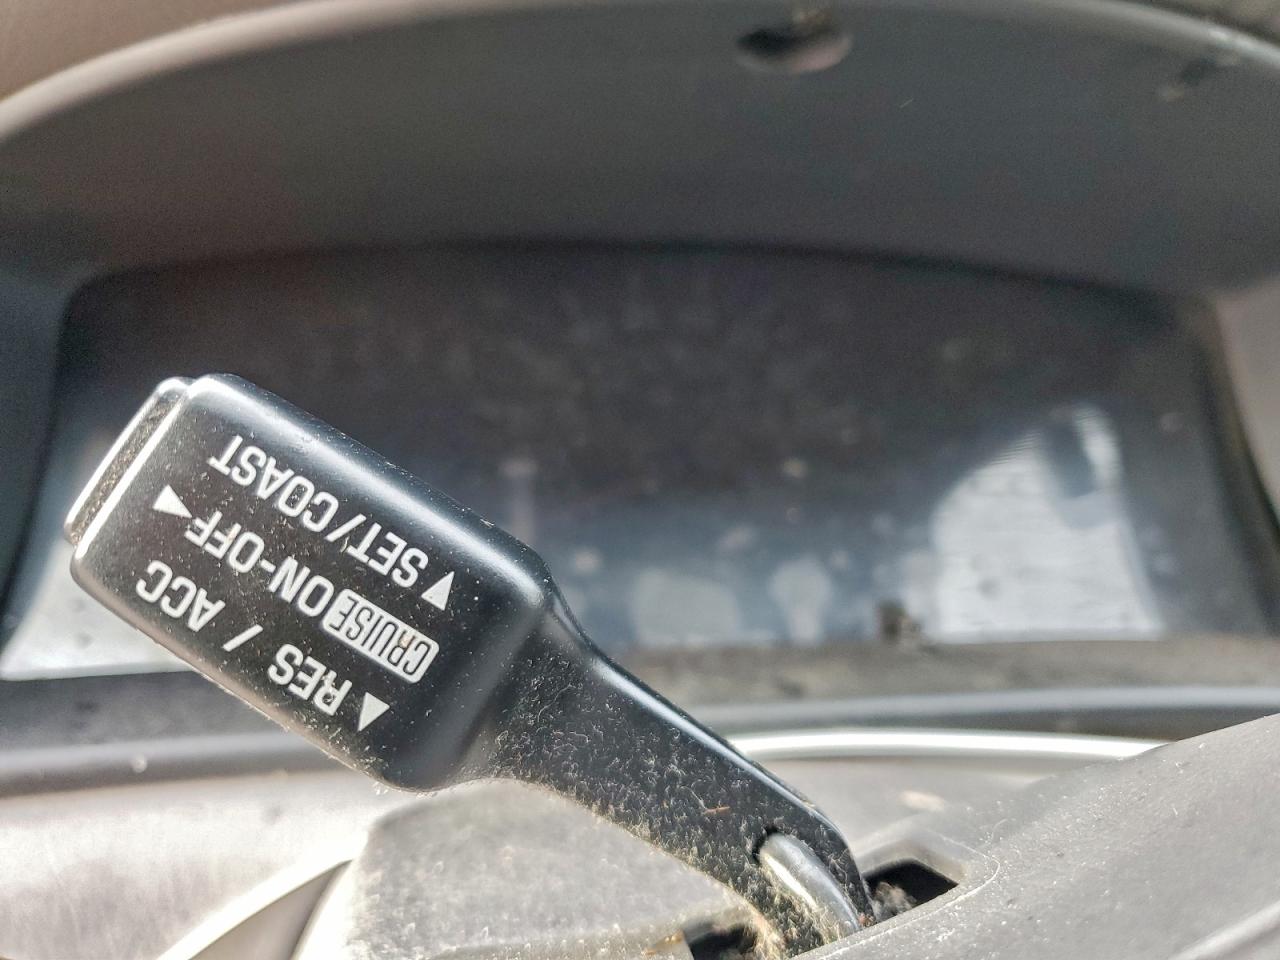 ▲RES / ACC
CRUISE ON-OFF▶
▼SET/COAST